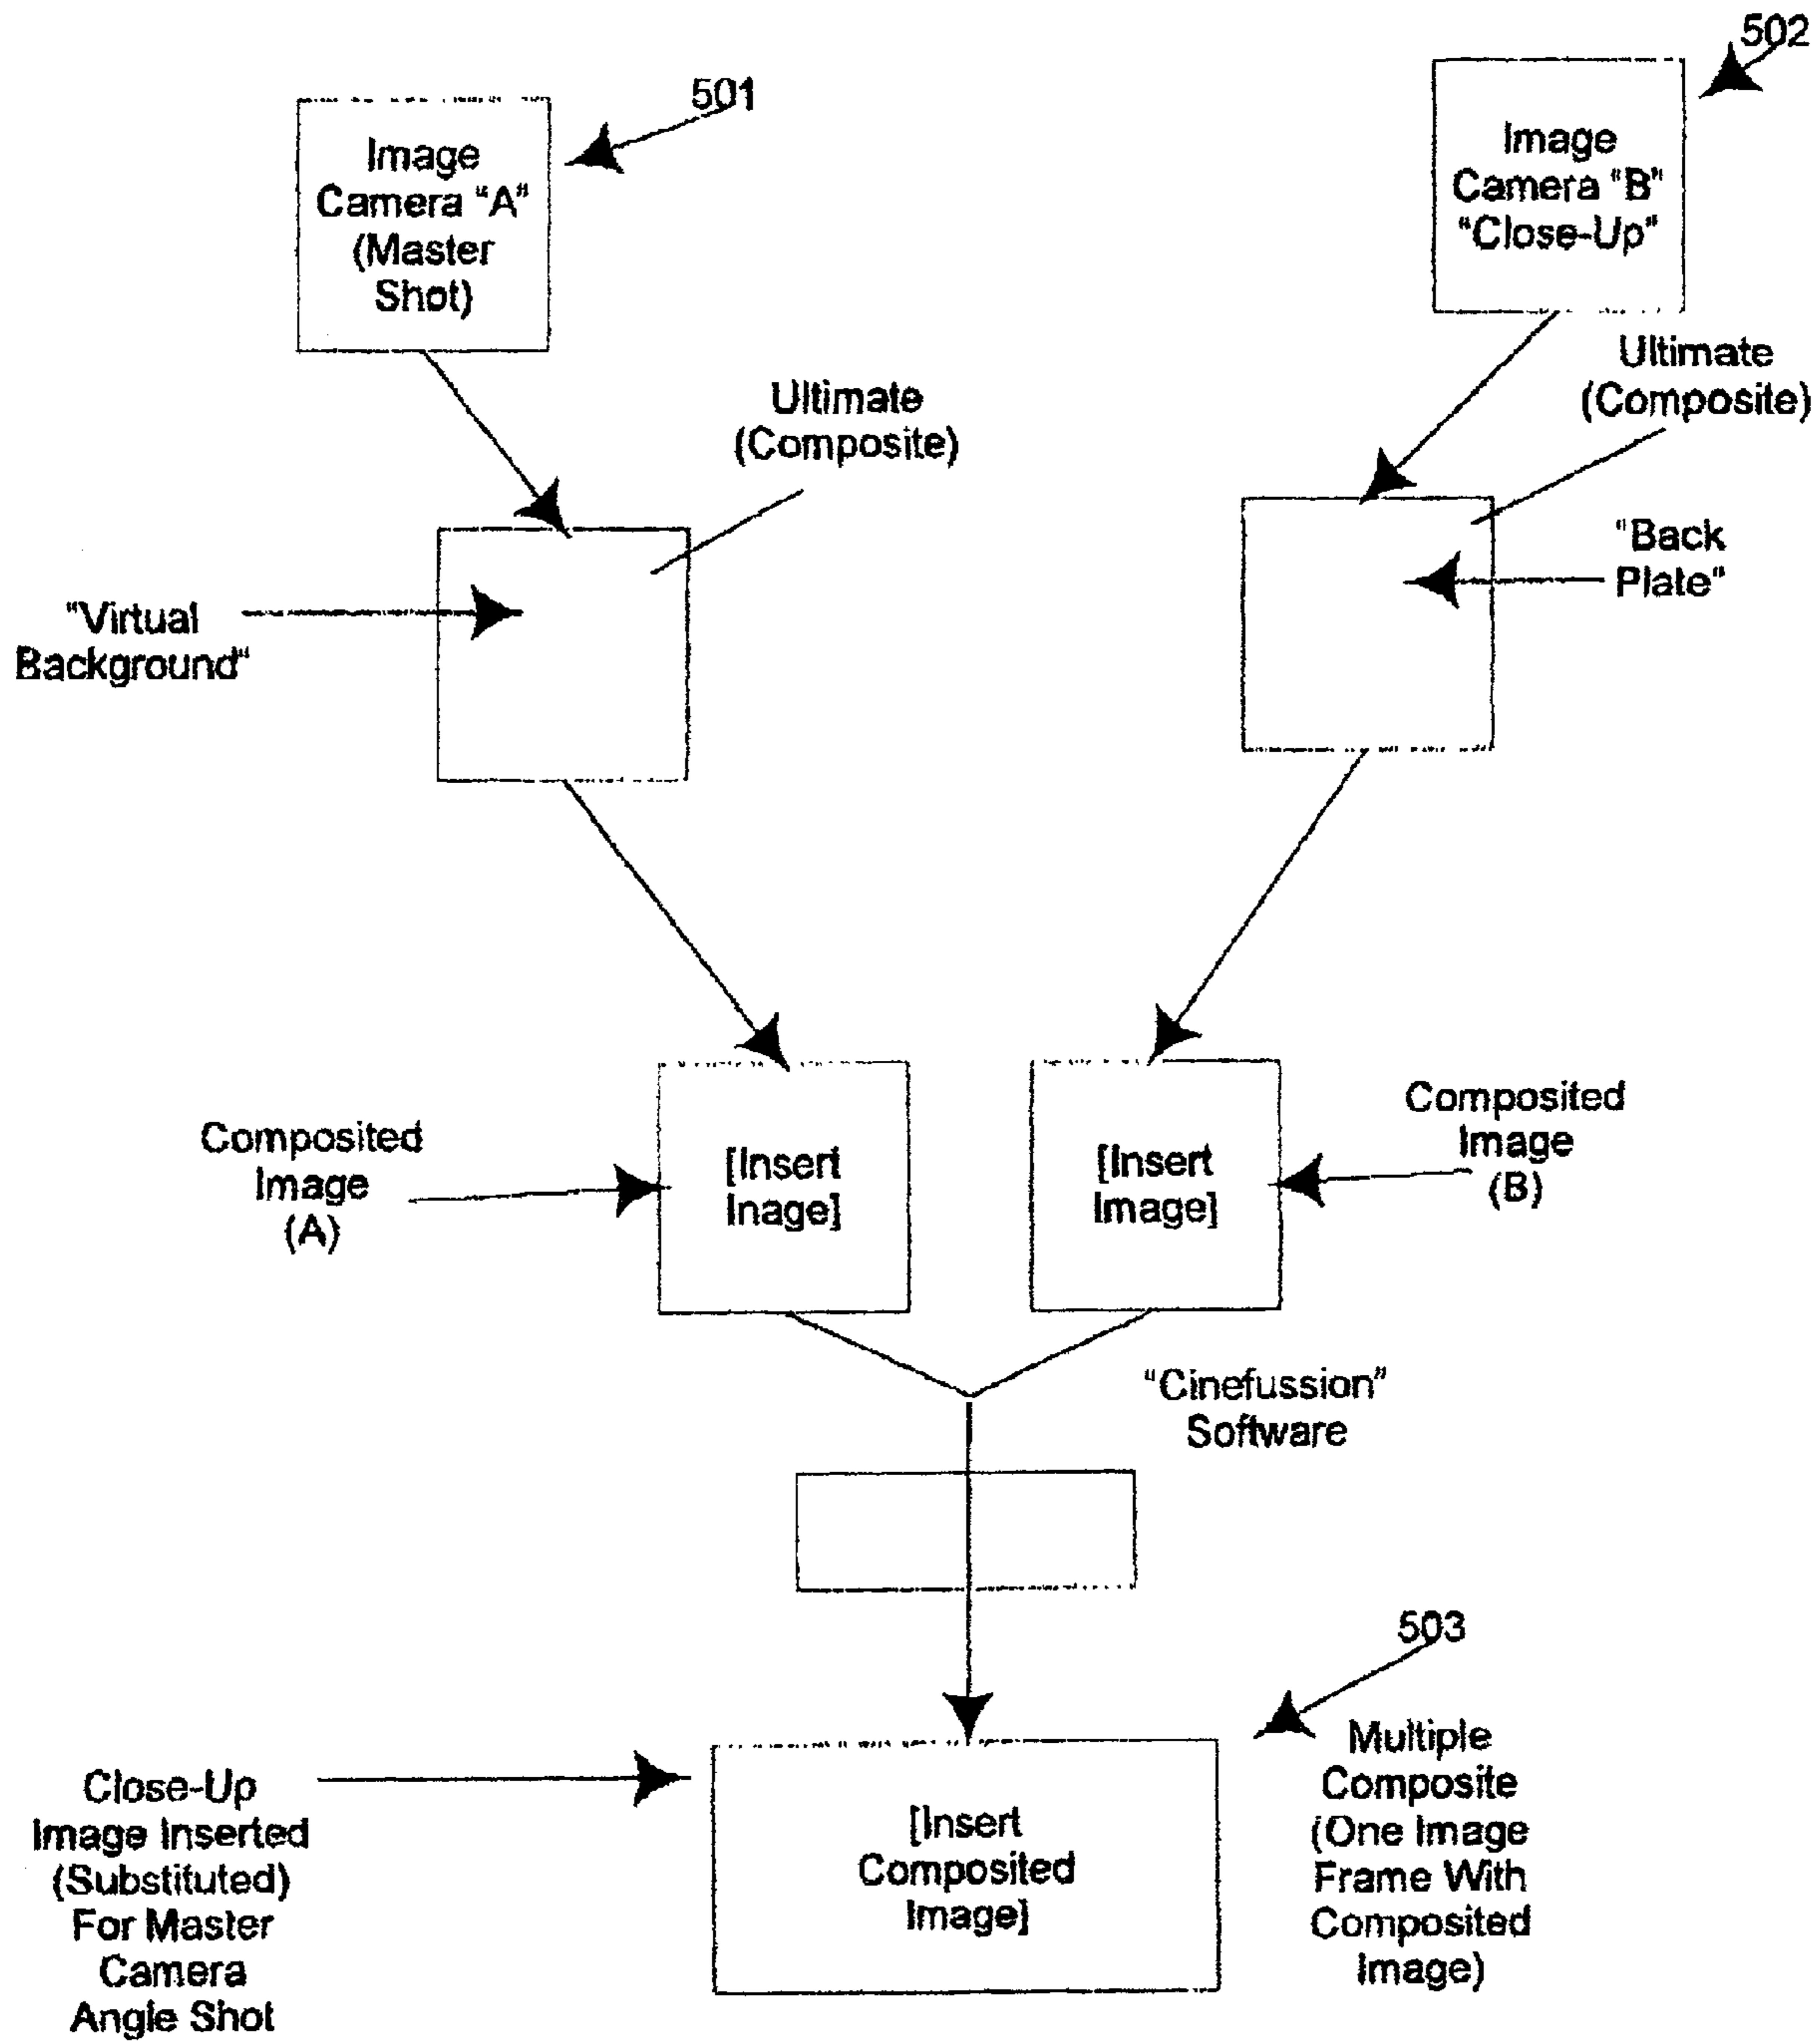 501
502
Image
Camera "A"
(Master
Shot)
Image
Camera "B"
"Close-Up"
Ultimate
(Composite)
Ultimate
(Composite)
"Virtual
Background"
"Back
Plate"
Composited
Image
(A)
[Insert
Inage]
[Insert
Image]
Composited
Image
(B)
"Cinefussion"
Software
503
Close-Up
Image Inserted
(Substituted)
For Master
Camera
Angle Shot
[Insert
Composited
Image]
Multiple
Composite
(One Image
Frame With
Composited
Image)